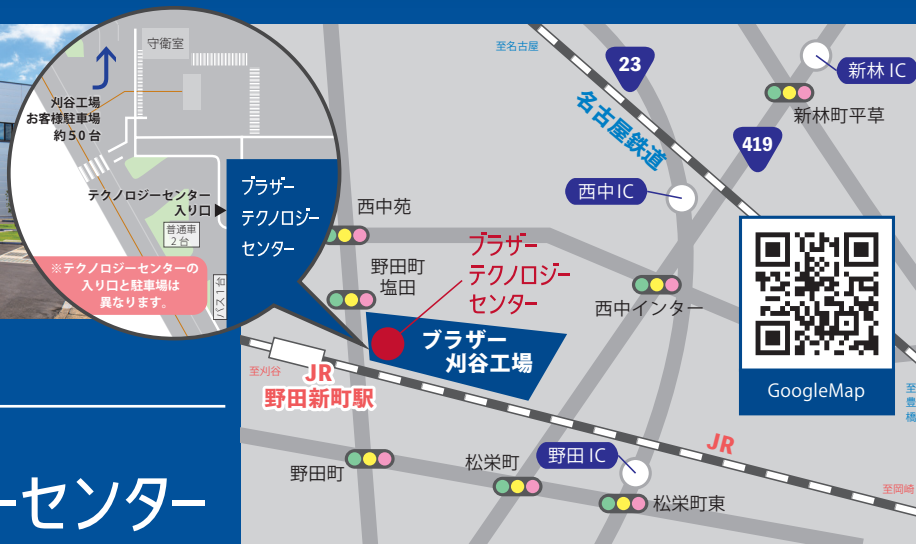 守衛室
刈谷工場
お客様駐車場
約50台
テクノロジーセンター
入り口▶
普通車
2台
※テクノロジーセンターの
入り口と駐車場は
異なります。
バス1台
ブラザー
テクノロジー
センター
至名古屋
23
名古屋鉄道
新林 IC
新林町平草
419
西中 IC
西中苑
野田町
塩田
ブラザー
テクノロジー
センター
西中インター
ブラザー
刈谷工場
GoogleMap
至
豊
橋
至刈谷
JR
野田新町駅
JR
野田町
松栄町
野田 IC
松栄町東
至岡崎
ーセンター